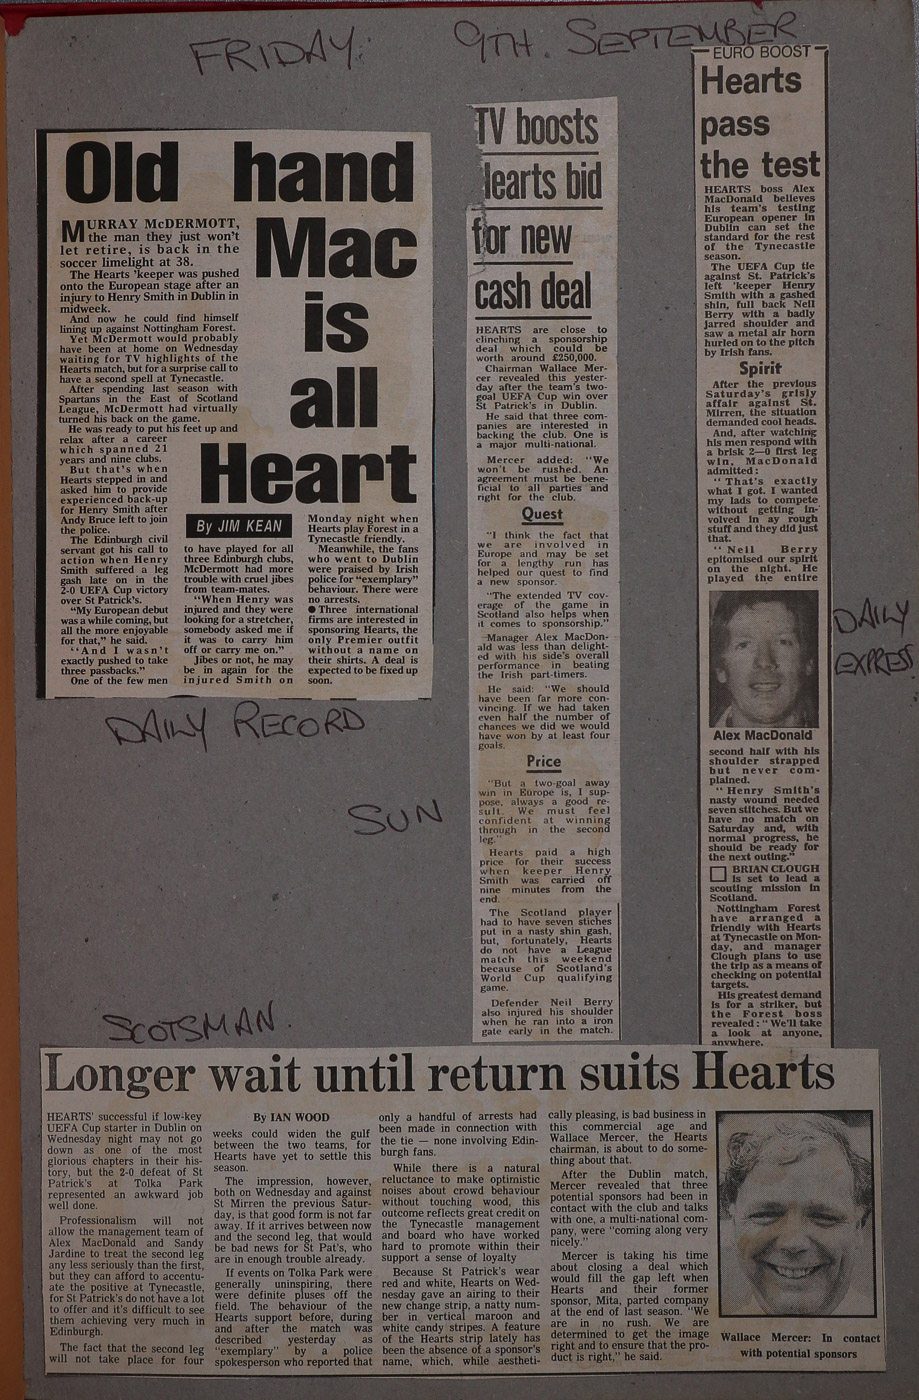 FRIDAY: 9TH. SEPTEMBER
Old hand
Mac
is
all
Heart
MURRAY McDERMOTT,
the man they just won't
let retire, is back in the
soccer limelight at 38.
The Hearts 'keeper was pushed
onto the European stage after an
injury to Henry Smith in Dublin in
midweek.
And now he could find himself
lining up against Nottingham Forest.
Yet McDermott would probably
have been at home on Wednesday
waiting for TV highlights of the
Hearts match, but for a surprise call to
have a second spell at Tynecastle.
After spending last season with
Spartans in the East of Scotland
League, McDermott had virtually
turned his back on the game.
He was ready to put his feet up and
relax after a career
which spanned 21
years and nine clubs.
But that's when
Hearts stepped in and
asked him to provide
experienced back-up
for Henry Smith after
Andy Bruce left to join
the police.
The Edinburgh civil
servant got his call to
action when Henry
Smith suffered a leg
gash late on in the
2-0 UEFA Cup victory
over St Patrick's.
"My European debut
was a while coming, but
all the more enjoyable
for that," he said.
"And I wasn't
exactly pushed to take
three passbacks."
One of the few men
By JIM KEAN
to have played for all
three Edinburgh clubs,
McDermott had more
trouble with cruel jibes
from team-mates.
"When Henry was
injured and they were
looking for a stretcher,
somebody asked me if
it was to carry him
off or carry me on."
Jibes or not, he may
be in again for the
injured Smith on
Monday night when
Hearts play Forest in a
Tynecastle friendly.
Meanwhile, the fans
who went to Dublin
were praised by Irish
police for "exemplary"
behaviour. There were
no arrests.
● Three international
firms are interested in
sponsoring Hearts, the
only Premier outfit
without a name on
their shirts. A deal is
expected to be fixed up
soon.
DAILY RECORD
TV boosts
Hearts bid
for new
cash deal
HEARTS are close to
clinching a sponsorship
deal which could be
worth around £250,000.
Chairman Wallace Mer-
cer revealed this yester-
day after the team's two-
goal UEFA Cup win over
St Patrick's in Dublin.
He said that three com-
panies are interested in
backing the club. One is
a major multi-national.
Mercer added: "We
won't be rushed. An
agreement must be bene-
ficial to all parties and
right for the club.
Quest
"I think the fact that
we are involved in
Europe and may be set
for a lengthy run has
helped our quest to find
a new sponsor.
"The extended TV cov-
erage of the game in
Scotland also helps when
it comes to sponsorship."
Manager Alex MacDon-
ald was less than delight-
ed with his side's overall
performance in beating
the Irish part-timers.
He said: "We should
have been far more con-
vincing. If we had taken
even half the number of
chances we did we would
have won by at least four
goals.
Price
"But a two-goal away
win in Europe is, I sup-
pose, always a good re-
sult. We must feel
confident at winning
through in the second
leg."
Hearts paid a high
price for their success
when keeper Henry
Smith was carried off
nine minutes from the
end.
The Scotland player
had to have seven stiches
put in a nasty shin gash,
but, fortunately, Hearts
do not have a League
match this weekend
because of Scotland's
World Cup qualifying
game.
Defender Neil Berry
also injured his shoulder
when he ran into a iron
gate early in the match.
SUN
EURO BOOST
Hearts
pass
the test
HEARTS boss Alex
MacDonald believes
his team's testing
European opener in
Dublin can set the
standard for the rest
of the Tynecastle
season.
The UEFA Cup tie
against St. Patrick's
left 'keeper Henry
Smith with a gashed
shin, full back Neil
Berry with a badly
jarred shoulder and
saw a metal air horn
hurled on to the pitch
by Irish fans.
Spirit
After the previous
Saturday's grisly
affair against St.
Mirren, the situation
demanded cool heads.
And, after watching
his men respond with
a brisk 2—0 first leg
win, MacDonald
admitted:
"That's exactly
what I got. I wanted
my lads to compete
without getting in-
volved in ay rough
stuff and they did just
that.
"Neil Berry
epitomised our spirit
on the night. He
played the entire
Alex MacDonald
second half with his
shoulder strapped
but never com-
plained.
"Henry Smith's
nasty wound needed
seven stitches. But we
have no match on
Saturday and, with
normal progress, he
should be ready for
the next outing."
BRIAN CLOUGH
is set to lead a
scouting mission in
Scotland.
Nottingham Forest
have arranged a
friendly with Hearts
at Tynecastle on Mon-
day, and manager
Clough plans to use
the trip as a means of
checking on potential
targets.
His greatest demand
is for a striker, but
the Forest boss
revealed: "We'll take
a look at anyone,
anywhere.
DAILY
EXPRESS
SCOTSMAN.
Longer wait until return suits Hearts
HEARTS' successful if low-key
UEFA Cup starter in Dublin on
Wednesday night may not go
down as one of the most
glorious chapters in their his-
tory, but the 2-0 defeat of St
Patrick's at Tolka Park
represented an awkward job
well done.
Professionalism will not
allow the management team of
Alex MacDonald and Sandy
Jardine to treat the second leg
any less seriously than the first,
but they can afford to accentu-
ate the positive at Tynecastle,
for St Patrick's do not have a lot
to offer and it's difficult to see
them achieving very much in
Edinburgh.
The fact that the second leg
will not take place for four
By IAN WOOD
weeks could widen the gulf
between the two teams, for
Hearts have yet to settle this
season.
The impression, however,
both on Wednesday and against
St Mirren the previous Satur-
day, is that good form is not far
away. If it arrives between now
and the second leg, that would
be bad news for St Pat's, who
are in enough trouble already.
If events on Tolka Park were
generally uninspiring, there
were definite pluses off the
field. The behaviour of the
Hearts support before, during
and after the match was
described yesterday as
"exemplary" by a police
spokesperson who reported that
only a handful of arrests had
been made in connection with
the tie — none involving Edin-
burgh fans.
While there is a natural
reluctance to make optimistic
noises about crowd behaviour
without touching wood, this
outcome reflects great credit on
the Tynecastle management
and board who have worked
hard to promote within their
support a sense of loyalty
Because St Patrick's wear
red and white, Hearts on Wed-
nesday gave an airing to their
new change strip, a natty num-
ber in vertical maroon and
white candy stripes. A feature
of the Hearts strip lately has
been the absence of a sponsor's
name, which, while aestheti-
cally pleasing, is bad business in
this commercial age and
Wallace Mercer, the Hearts
chairman, is about to do some-
thing about that.
After the Dublin match,
Mercer revealed that three
potential sponsors had been in
contact with the club and talks
with one, a multi-national com-
pany, were "coming along very
nicely."
Mercer is taking his time
about closing a deal which
would fill the gap left when
Hearts and their former
sponsor, Mita, parted company
at the end of last season. "We
are in no rush. We are
determined to get the image
right and to ensure that the pro-
duct is right," he said.
Wallace Mercer: In contact
with potential sponsors